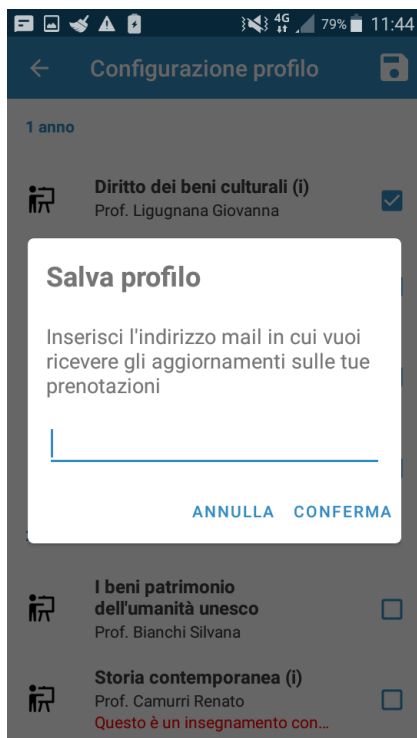 4G 79% 11:44
Configurazione profilo
1 anno
Diritto dei beni culturali (i)
Prof. Ligugnana Giovanna
Salva profilo
Inserisci l'indirizzo mail in cui vuoi
ricevere gli aggiornamenti sulle tue
prenotazioni
ANNULLA CONFERMA
I beni patrimonio
dell'umanità unesco
Prof. Bianchi Silvana
Storia contemporanea (i)
Prof. Camurri Renato
Questo è un insegnamento con...